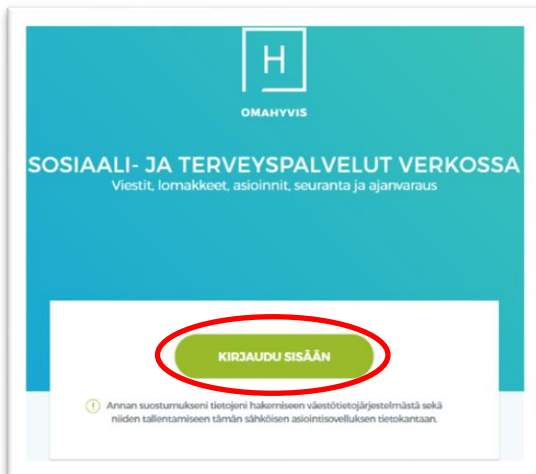 H
OMAHYVIS
SOSIAALI- JA TERVEYSPALVELUT VERKOSSA
Viestit, lomakkeet, asioinnit, seuranta ja ajanvaraus
KIRJAUDU SISÄÄN
! Annan suostumukseni tietojeni hakemiseen väestötietojärjestelmästä sekä
niiden tallentamiseen tämän sähköisen asiointisovelluksen tietokantaan.